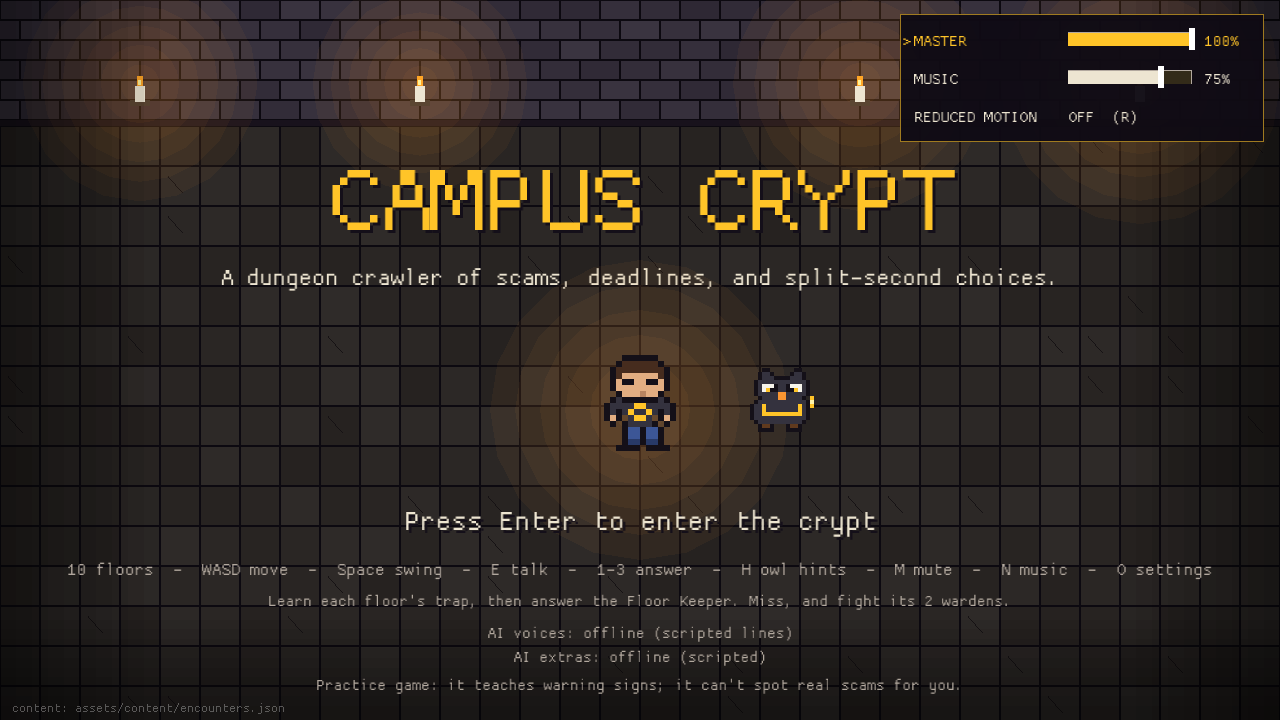 >MASTER 100%
MUSIC 75%
REDUCED MOTION OFF (R)
CAMPUS CRYPT
A dungeon crawler of scams, deadlines, and split-second choices.
Press Enter to enter the crypt
10 floors - WASD move - Space swing - E talk - 1-3 answer - H owl hints - M mute - N music - O settings
Learn each floor's trap, then answer the Floor Keeper. Miss, and fight its 2 wardens.
AI voices: offline (scripted lines)
AI extras: offline (scripted)
Practice game: it teaches warning signs; it can't spot real scams for you.
content: assets/content/encounters.json